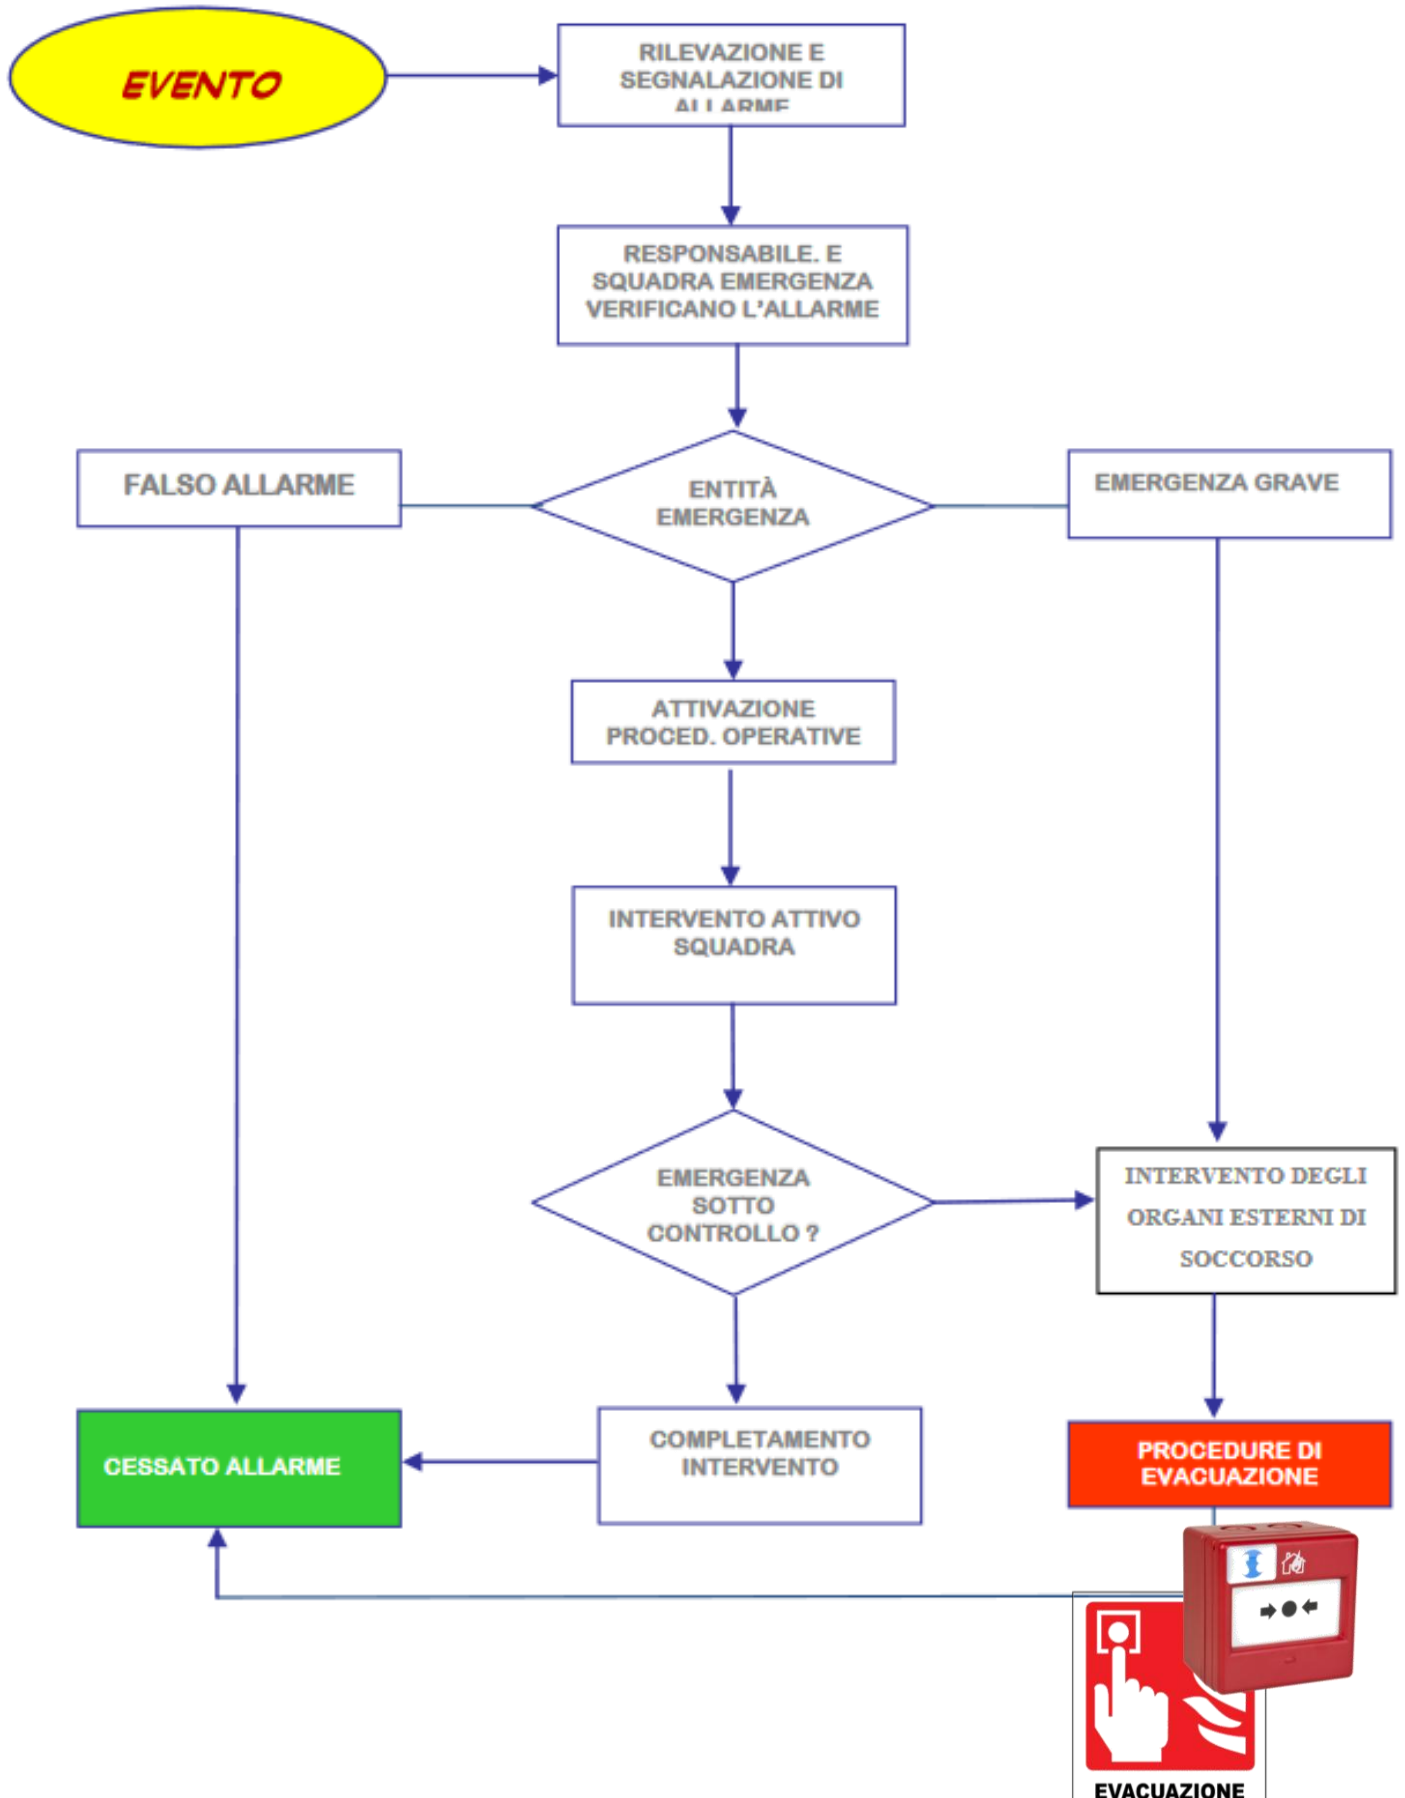 EVENTO
RILEVAZIONE E
SEGNALAZIONE DI
ALLARME
RESPONSABILE. E
SQUADRA EMERGENZA
VERIFICANO L'ALLARME
FALSO ALLARME
ENTITÀ
EMERGENZA
EMERGENZA GRAVE
ATTIVAZIONE
PROCED. OPERATIVE
INTERVENTO ATTIVO
SQUADRA
EMERGENZA
SOTTO
CONTROLLO ?
INTERVENTO DEGLI
ORGANI ESTERNI DI
SOCCORSO
CESSATO ALLARME
COMPLETAMENTO
INTERVENTO
PROCEDURE DI
EVACUAZIONE
EVACUAZIONE